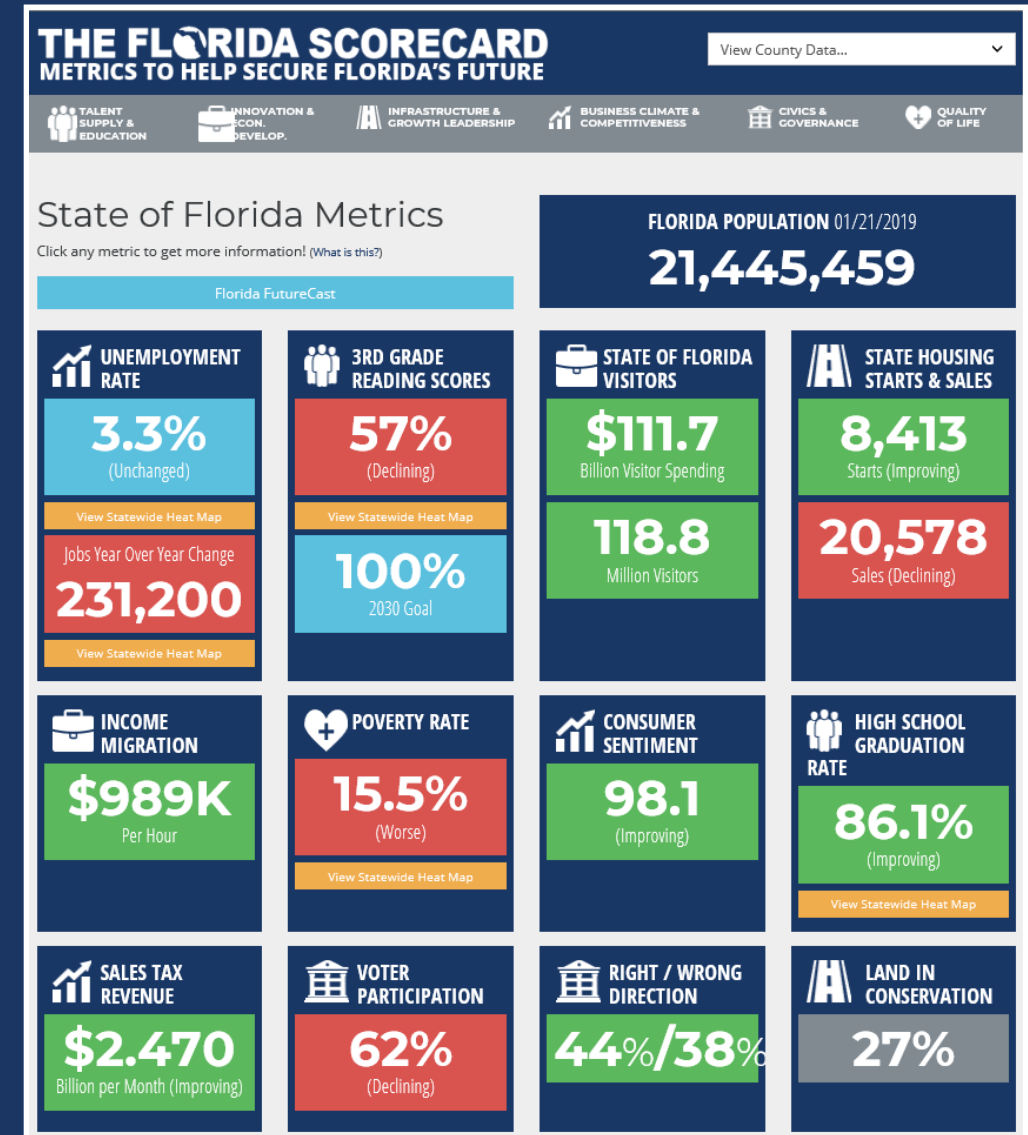 THE FLORIDA SCORECARD
METRICS TO HELP SECURE FLORIDA'S FUTURE
View County Data...
TALENT
SUPPLY &
EDUCATION
INNOVATION &
ECON.
DEVELOP.
INFRASTRUCTURE &
GROWTH LEADERSHIP
BUSINESS CLIMATE &
COMPETITIVENESS
CIVICS &
GOVERNANCE
QUALITY
OF LIFE
State of Florida Metrics
Click any metric to get more information! (What is this?)
Florida FutureCast
FLORIDA POPULATION 01/21/2019
21,445,459
UNEMPLOYMENT
RATE
3.3%
(Unchanged)
View Statewide Heat Map
Jobs Year Over Year Change
231,200
View Statewide Heat Map
3RD GRADE
READING SCORES
57%
(Declining)
View Statewide Heat Map
100%
2030 Goal
STATE OF FLORIDA
VISITORS
$111.7
Billion Visitor Spending
118.8
Million Visitors
STATE HOUSING
STARTS & SALES
8,413
Starts (Improving)
20,578
Sales (Declining)
INCOME
MIGRATION
$989K
Per Hour
POVERTY RATE
15.5%
(Worse)
View Statewide Heat Map
CONSUMER
SENTIMENT
98.1
(Improving)
HIGH SCHOOL
GRADUATION
RATE
86.1%
(Improving)
View Statewide Heat Map
SALES TAX
REVENUE
$2.470
Billion per Month (Improving)
VOTER
PARTICIPATION
62%
(Declining)
RIGHT / WRONG
DIRECTION
44%/38%
LAND IN
CONSERVATION
27%